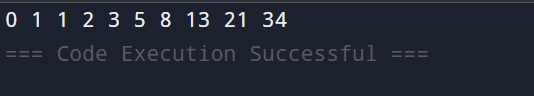 0 1 1 2 3 5 8 13 21 34
=== Code Execution Successful ===